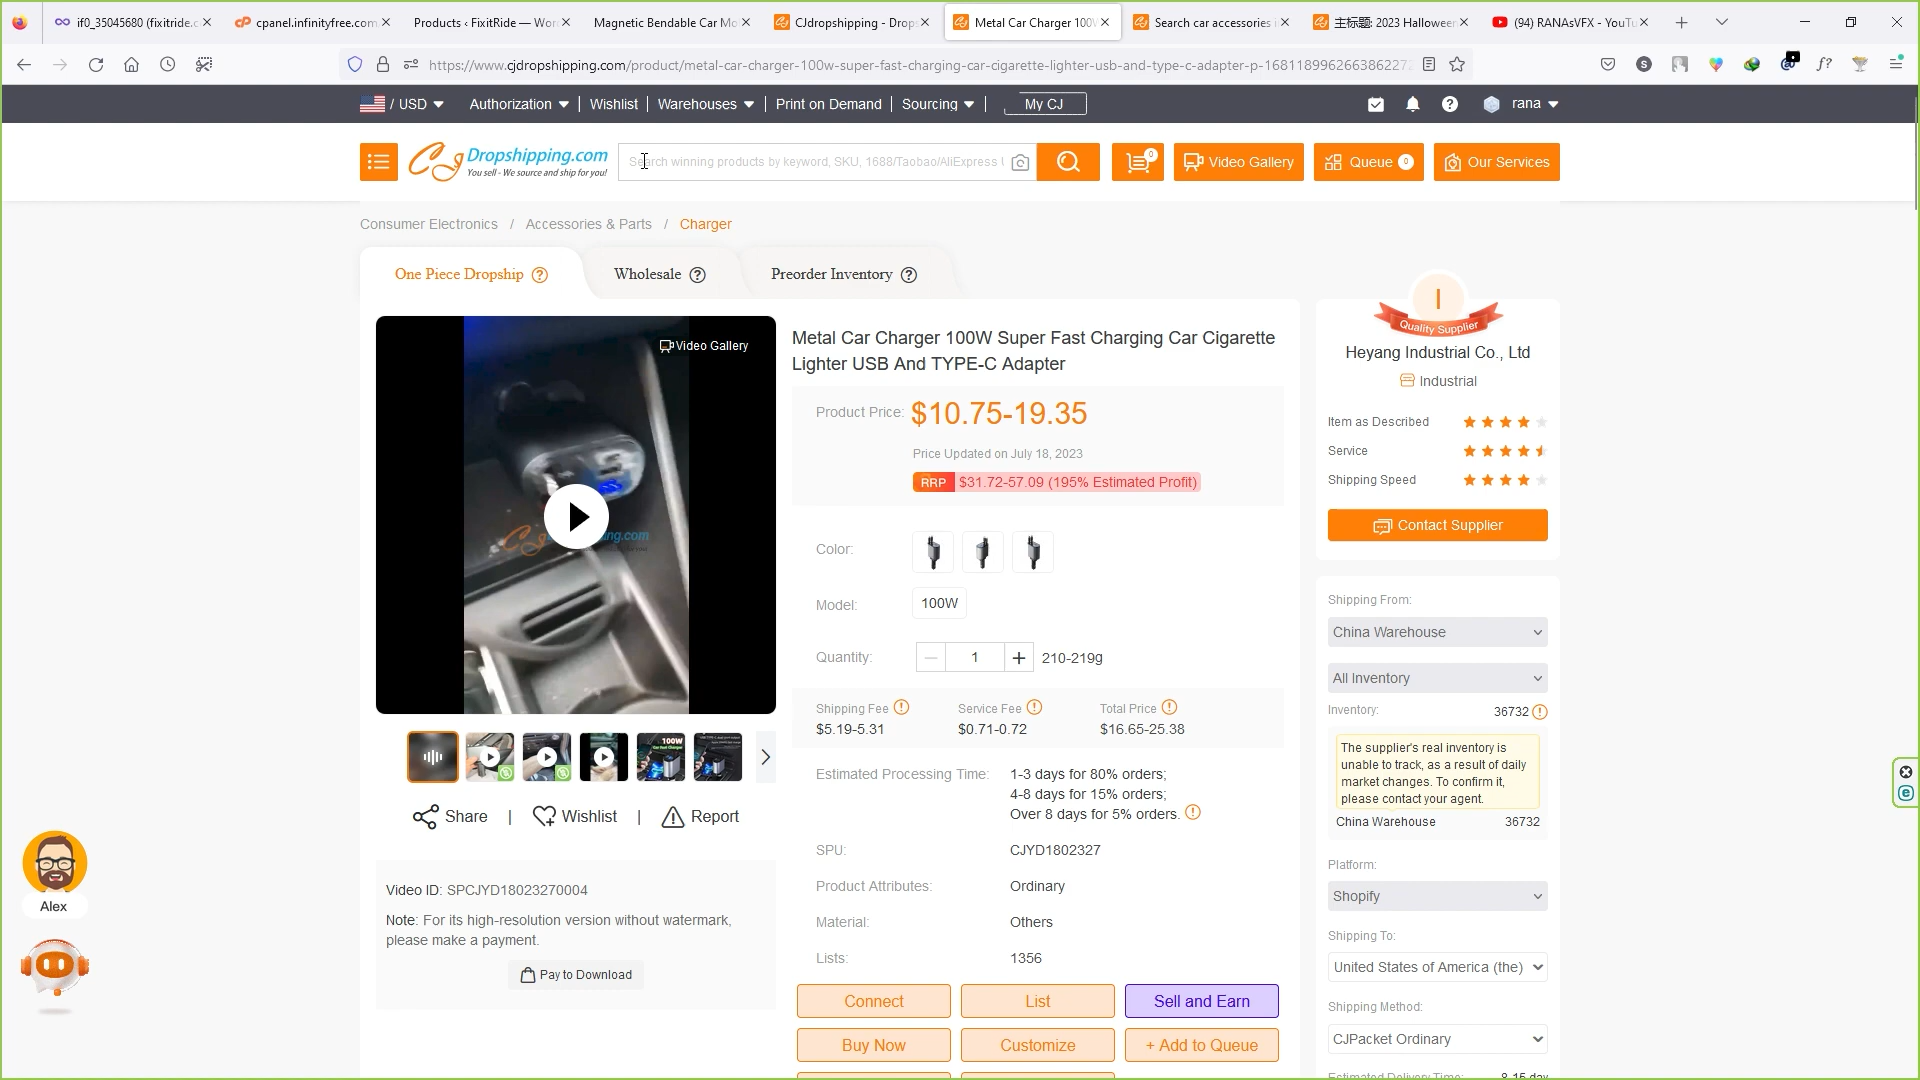 if0_35045680 (fixitride.c
cpanel.infinityfree.com
Products ‹ FixitRide — Wor
Magnetic Bendable Car Mo
CJdropshipping - Drops
Metal Car Charger 100W
Search car accessories i
主标题: 2023 Halloween
(94) RANAsVFX - YouTu
https://www.cjdropshipping.com/product/metal-car-charger-100w-super-fast-charging-car-cigarette-lighter-usb-and-type-c-adapter-p-1681189962663862272
/ USD
Authorization
Wishlist
Warehouses
Print on Demand
Sourcing
My CJ
rana
CJ Dropshipping.com
You sell - We source and ship for you!
Search winning products by keyword, SKU, 1688/Taobao/AliExpress
0
Video Gallery
Queue 0
Our Services
Consumer Electronics / Accessories & Parts / Charger
One Piece Dropship
Wholesale
Preorder Inventory
Video Gallery
Metal Car Charger 100W Super Fast Charging Car Cigarette
Lighter USB And TYPE-C Adapter
Product Price: $10.75-19.35
Price Updated on July 18, 2023
RRP $31.72-57.09 (195% Estimated Profit)
Color:
Model: 100W
Quantity: 1 210-219g
Shipping Fee
$5.19-5.31
Service Fee
$0.71-0.72
Total Price
$16.65-25.38
Estimated Processing Time: 1-3 days for 80% orders;
4-8 days for 15% orders;
Over 8 days for 5% orders.
SPU: CJYD1802327
Product Attributes: Ordinary
Material: Others
Lists: 1356
Connect
List
Sell and Earn
Buy Now
Customize
+ Add to Queue
100W
Share | Wishlist | Report
Video ID: SPCJYD18023270004
Note: For its high-resolution version without watermark,
please make a payment.
Pay to Download
Alex
Quality Supplier
Heyang Industrial Co., Ltd
Industrial
Item as Described
Service
Shipping Speed
Contact Supplier
Shipping From:
China Warehouse
All Inventory
Inventory: 36732
The supplier's real inventory is
unable to track, as a result of daily
market changes. To confirm it,
please contact your agent.
China Warehouse 36732
Platform:
Shopify
Shipping To:
United States of America (the)
Shipping Method:
CJPacket Ordinary
Estimated Delivery Time: 8-15 day